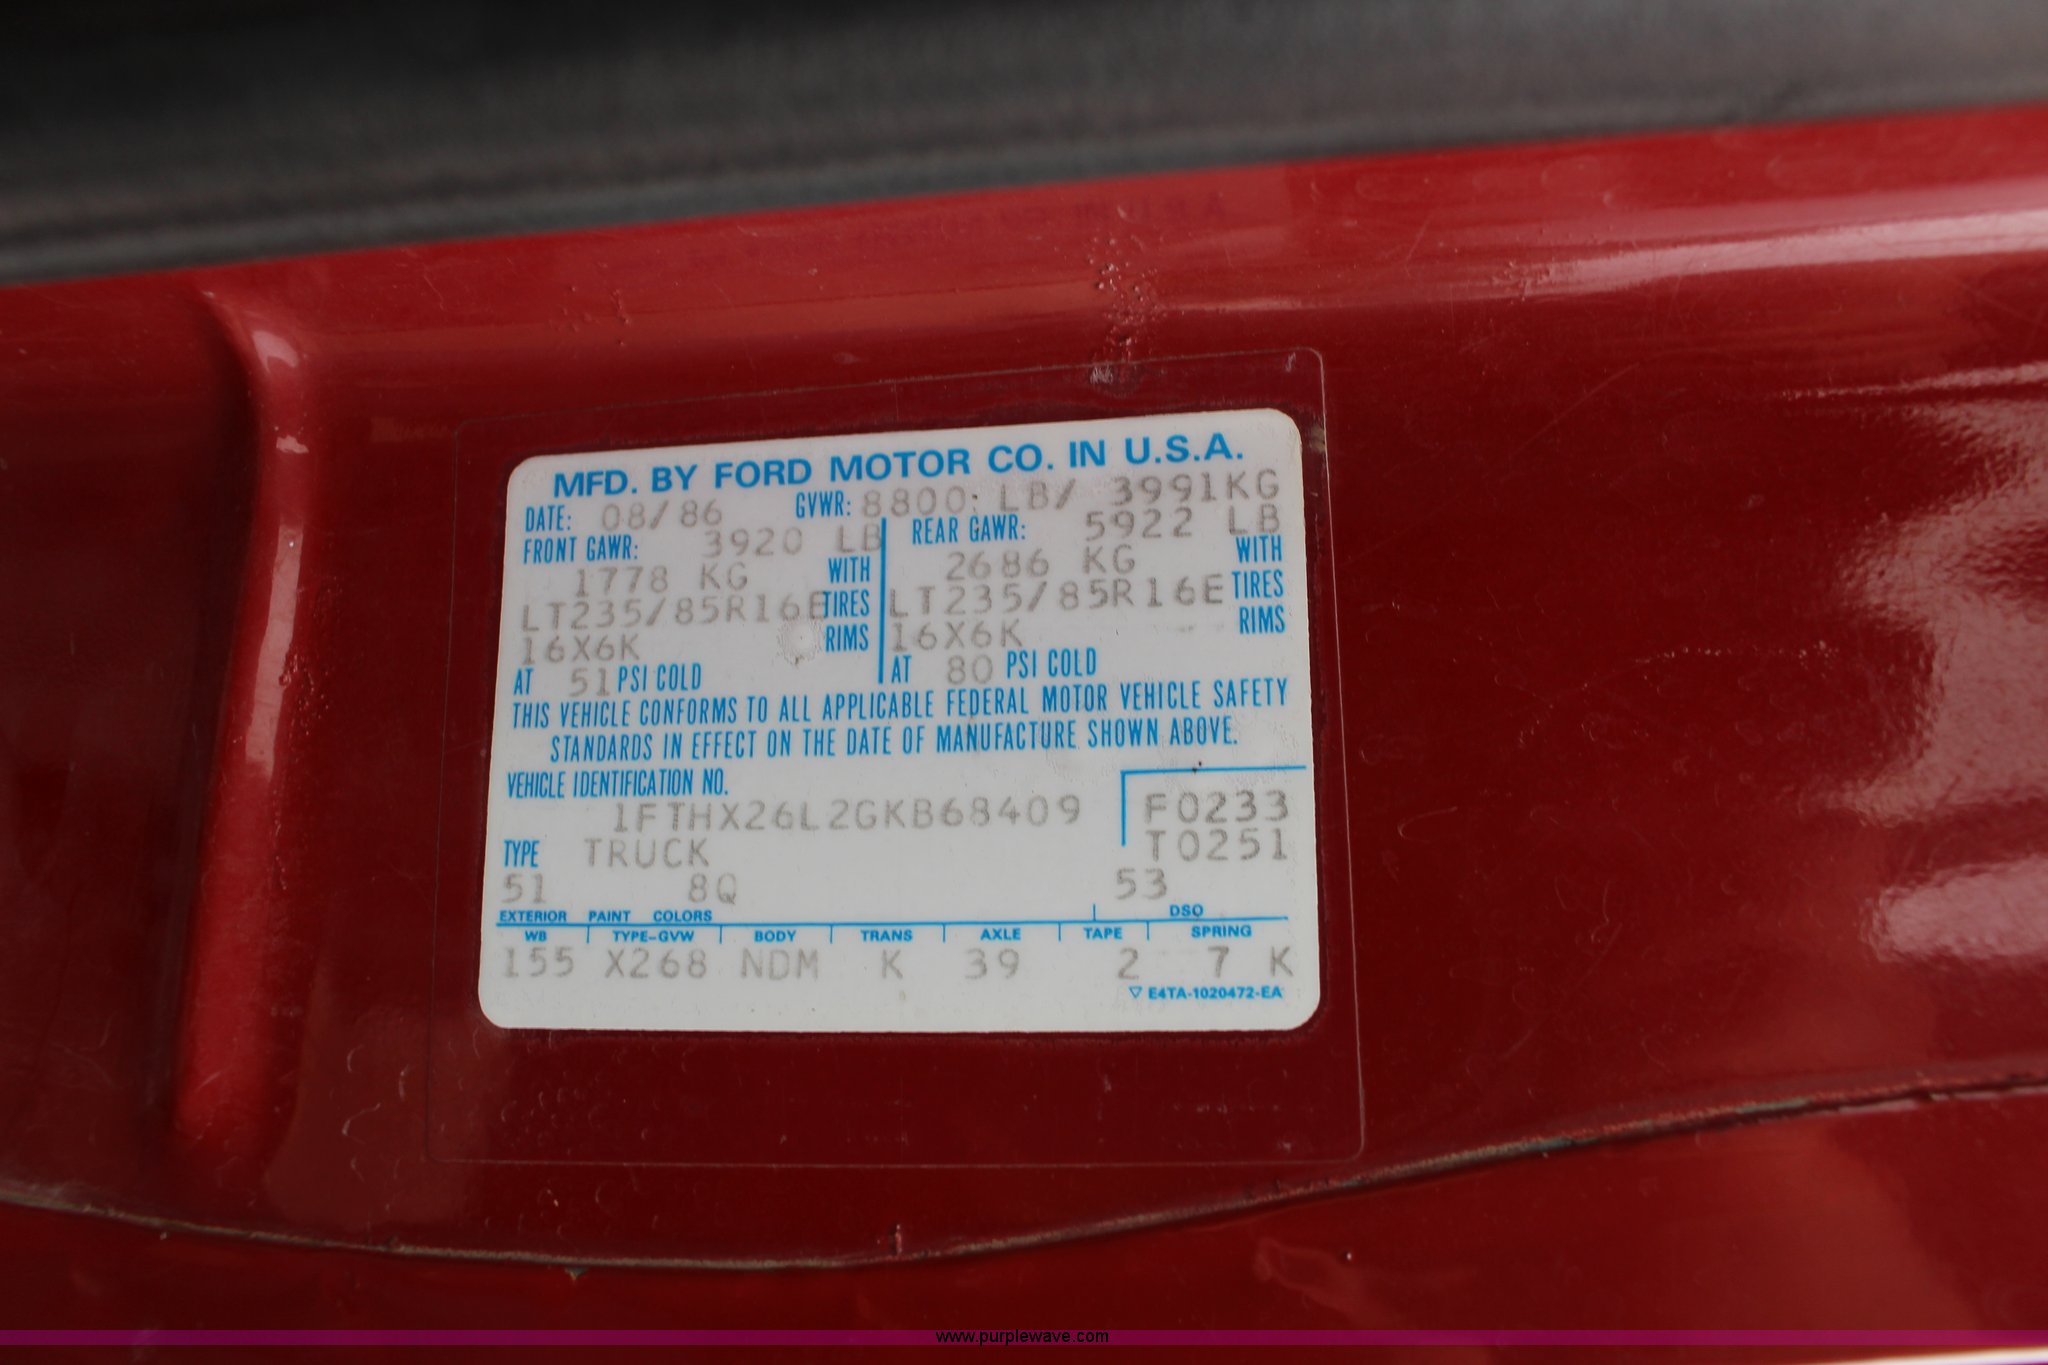 MFD. BY FORD MOTOR CO. IN U.S.A.
DATE: 08/86 GVWR: 8800 LB/ 3991KG
FRONT GAWR: 3920 LB REAR GAWR: 5922 LB
1778 KG WITH 2686 KG WITH
LT235/85R16E TIRES LT235/85R16E TIRES
16X6K RIMS 16X6K RIMS
AT 51 PSI COLD AT 80 PSI COLD
THIS VEHICLE CONFORMS TO ALL APPLICABLE FEDERAL MOTOR VEHICLE SAFETY
STANDARDS IN EFFECT ON THE DATE OF MANUFACTURE SHOWN ABOVE.
VEHICLE IDENTIFICATION NO.
1FTHX26L2GKB68409 F0233
TYPE TRUCK T0251
51 8Q 53
EXTERIOR PAINT COLORS DSO
WB TYPE-GVW BODY TRANS AXLE TAPE SPRING
155 X268 NDM K 39 2 7 K
▽ E4TA-1020472-EA
www.purplewave.com